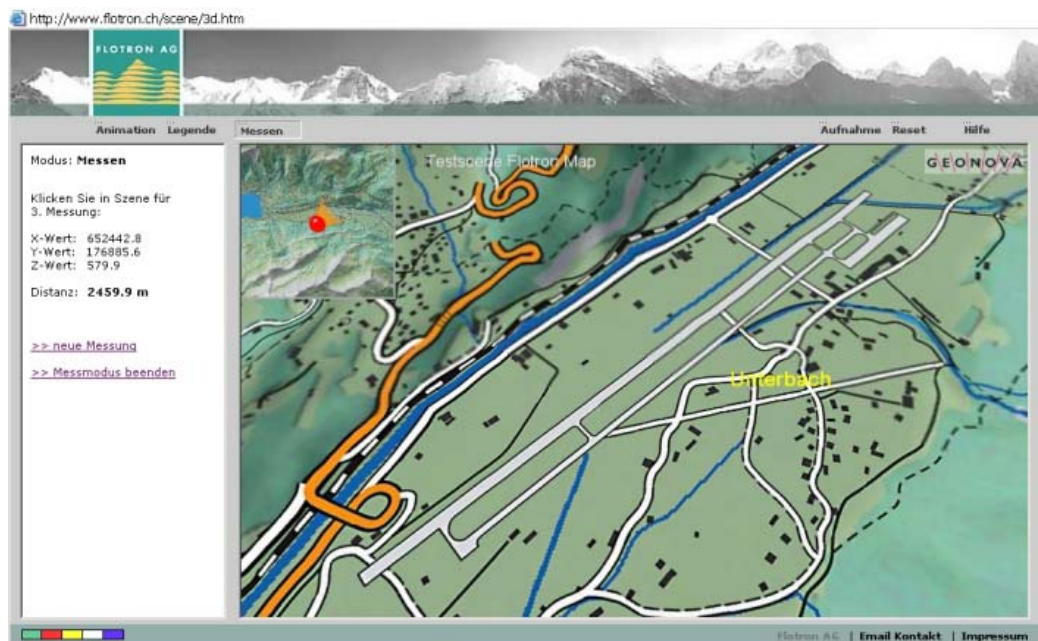 http://www.flotron.ch/scene/3d.htm
FLOTRON AG
Animation Legende Messen Aufnahme Reset Hilfe
Modus: Messen
Klicken Sie in Szene für
3. Messung:
X-Wert: 652442.8
Y-Wert: 176885.6
Z-Wert: 579.9
Distanz: 2459.9 m
>> neue Messung
>> Messmodus beenden
Testscene Flotron Map
GEONOVA
Unterbach
Flotron AG | Email Kontakt | Impressum